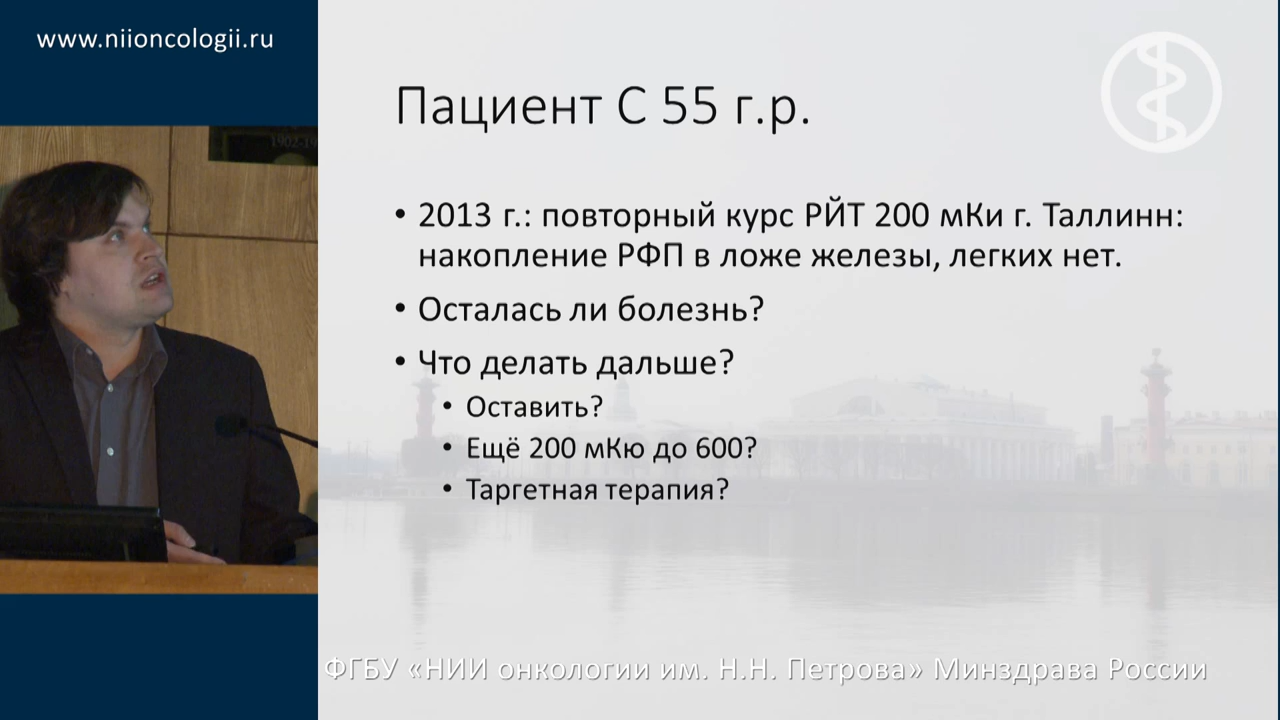 www.niioncologii.ru
1902-19
Пациент С 55 г.р.
• 2013 г.: повторный курс РЙТ 200 мКи г. Таллинн:
накопление РФП в ложе железы, легких нет.
• Осталась ли болезнь?
• Что делать дальше?
• Оставить?
• Ещё 200 мКю до 600?
• Таргетная терапия?
ФГБУ «НИИ онкологии им. Н.Н. Петрова» Минздрава России